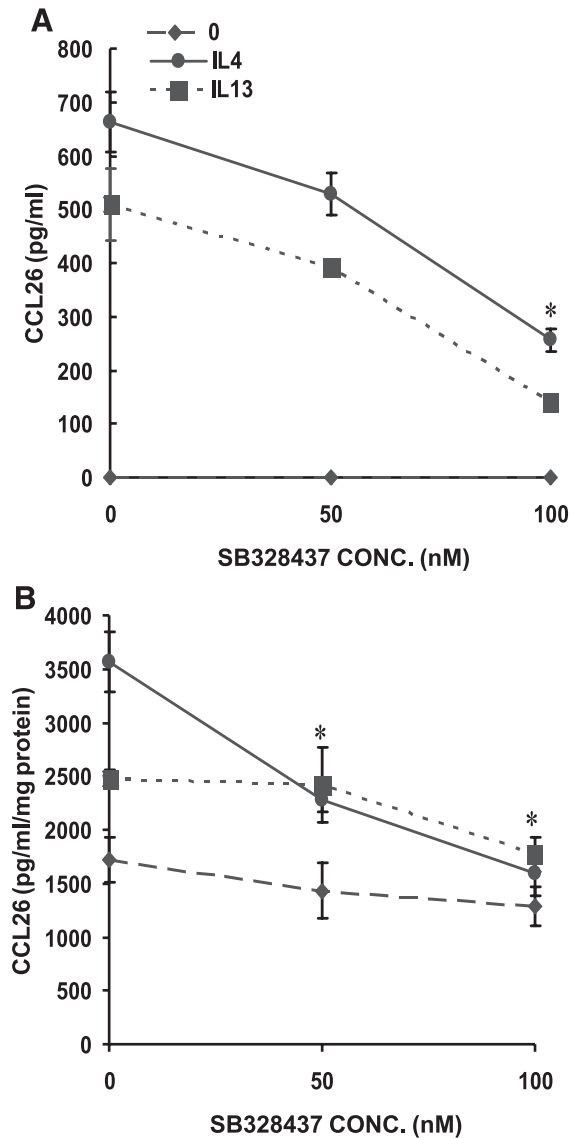 A
0
IL4
IL13
800
700
600
500
400
300
200
100
0
CCL26 (pg/ml)
*
0 50 100
SB328437 CONC. (nM)
B
4000
3500
3000
2500
2000
1500
1000
500
0
CCL26 (pg/ml/mg protein)
*
*
0 50 100
SB328437 CONC. (nM)